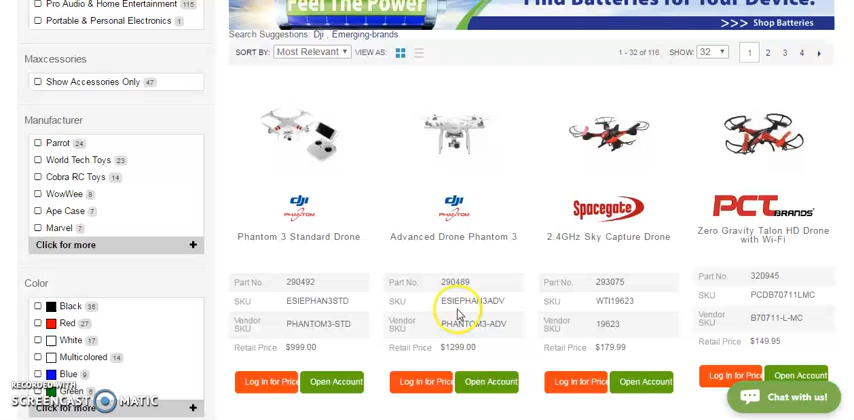 Pro Audio & Home Entertainment 115
Portable & Personal Electronics 1
Feel The Power
Find Batteries for Your Device.
>>> Shop Batteries
Search Suggestions: Dji , Emerging-brands
SORT BY: Most Relevant VIEW AS: 1 - 32 of 116 SHOW: 32 1 2 3 4
Maxcessories
Show Accessories Only 47
Manufacturer
Parrot 24
World Tech Toys 23
Cobra RC Toys 14
WowWee 8
Ape Case 7
Marvel 7
Click for more +
Color
Black 36
Red 27
White 17
Multicolored 14
Blue 9
Green 6
Click for more +
dji PHANTOM
Phantom 3 Standard Drone
Part No. 290492
SKU ESIEPHAN3STD
Vendor SKU PHANTOM3-STD
Retail Price $999.00
Log In for Price Open Account
dji PHANTOM
Advanced Drone Phantom 3
Part No. 290489
SKU ESIEPHAN3ADV
Vendor SKU PHANTOM3-ADV
Retail Price $1299.00
Log In for Price Open Account
Spacegate
2.4GHz Sky Capture Drone
Part No. 293075
SKU WTI19623
Vendor SKU 19623
Retail Price $179.99
Log In for Price Open Account
PCT BRANDS
Zero Gravity Talon HD Drone
with Wi-Fi
Part No. 320945
SKU PCDB70711LMC
Vendor SKU B70711-L-MC
Retail Price $149.95
Log In for Price Open Account
Chat with us!
RECORDED WITH
SCREENCAST MATIC